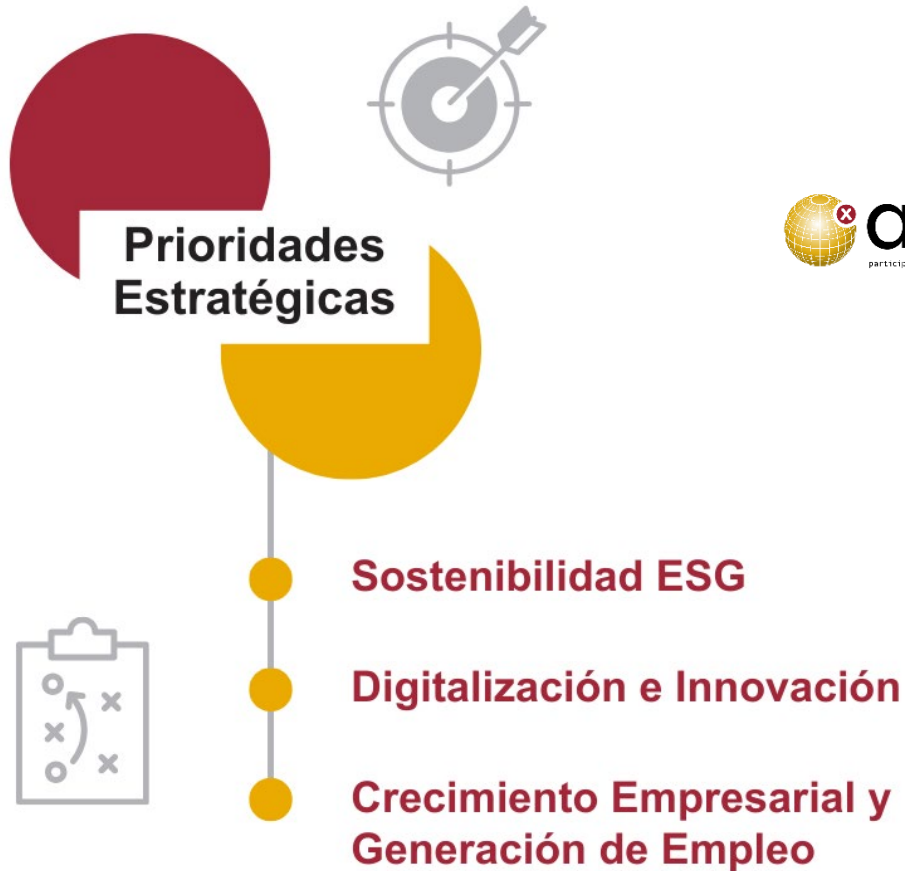 Prioridades
Estratégicas
Sostenibilidad ESG
Digitalización e Innovación
Crecimiento Empresarial y
Generación de Empleo